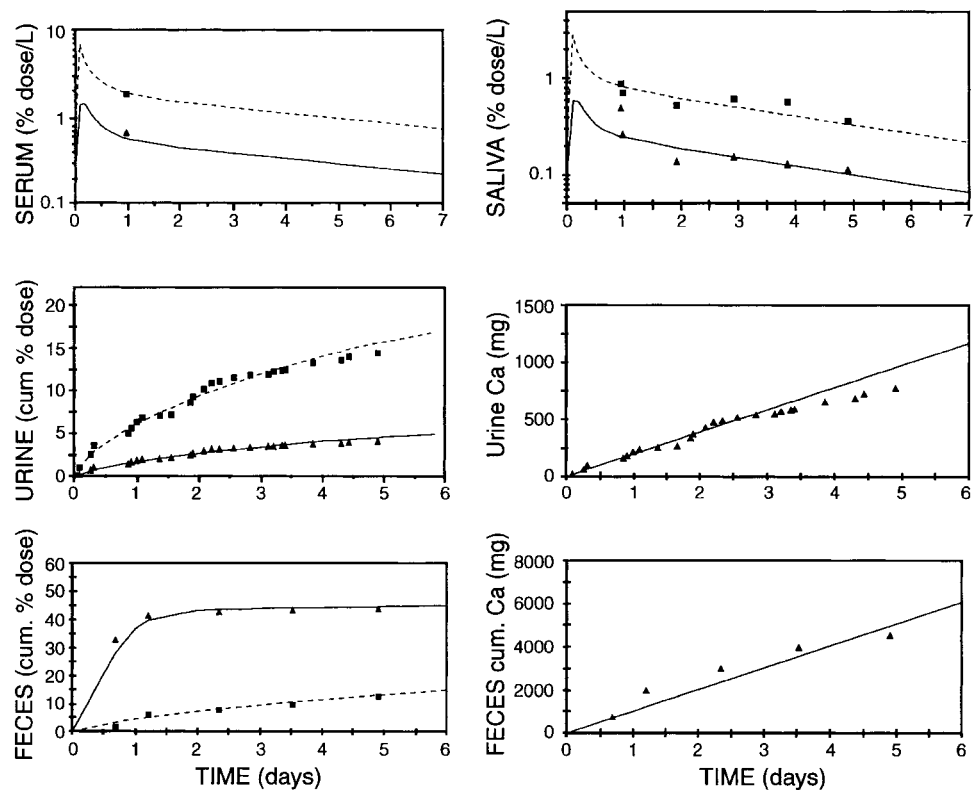 SERUM (% dose/L)
10
1
0.1
0 1 2 3 4 5 6 7
SALIVA (% dose/L)
1
0.1
0 1 2 3 4 5 6 7
URINE (cum % dose)
20
15
10
5
0
0 1 2 3 4 5 6
Urine Ca (mg)
1500
1000
500
0
0 1 2 3 4 5 6
FECES (cum. % dose)
60
50
40
30
20
10
0
0 1 2 3 4 5 6
TIME (days)
FECES cum. Ca (mg)
8000
6000
4000
2000
0
0 1 2 3 4 5 6
TIME (days)